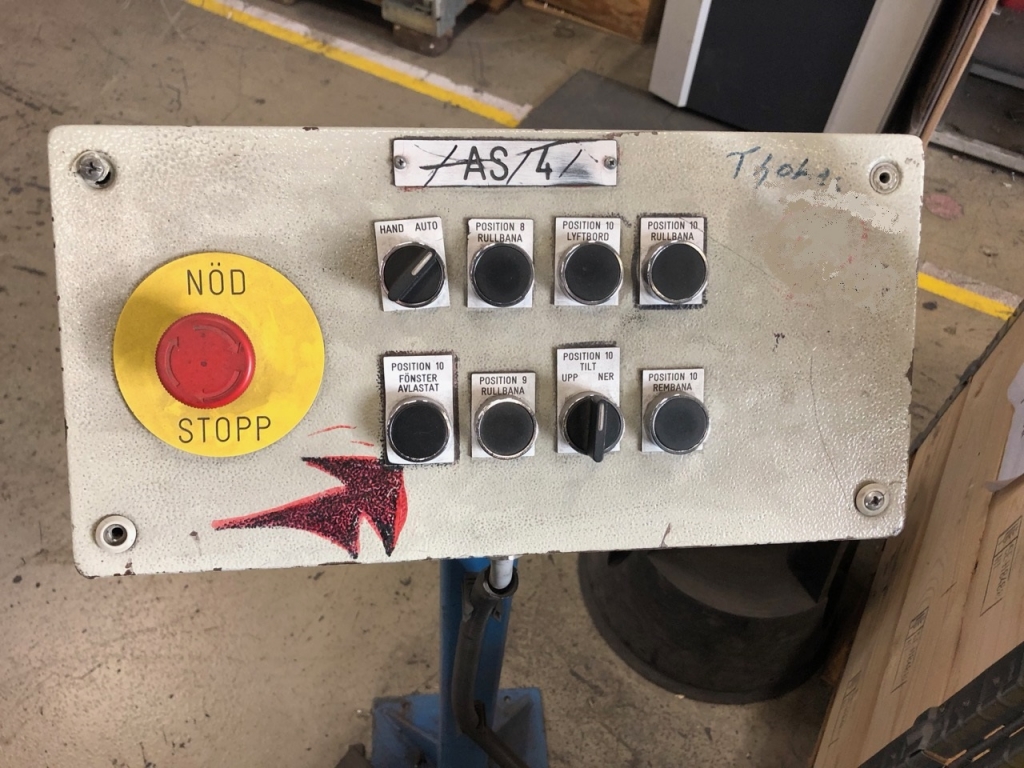 AS/4
HAND AUTO
POSITION 8
RULLBANA
POSITION 10
LYFTBORD
POSITION 10
RULLBANA
NÖD
STOPP
POSITION 10
FÖNSTER
AVLASTAT
POSITION 9
RULLBANA
POSITION 10
TILT
UPP NER
POSITION 10
REMBANA